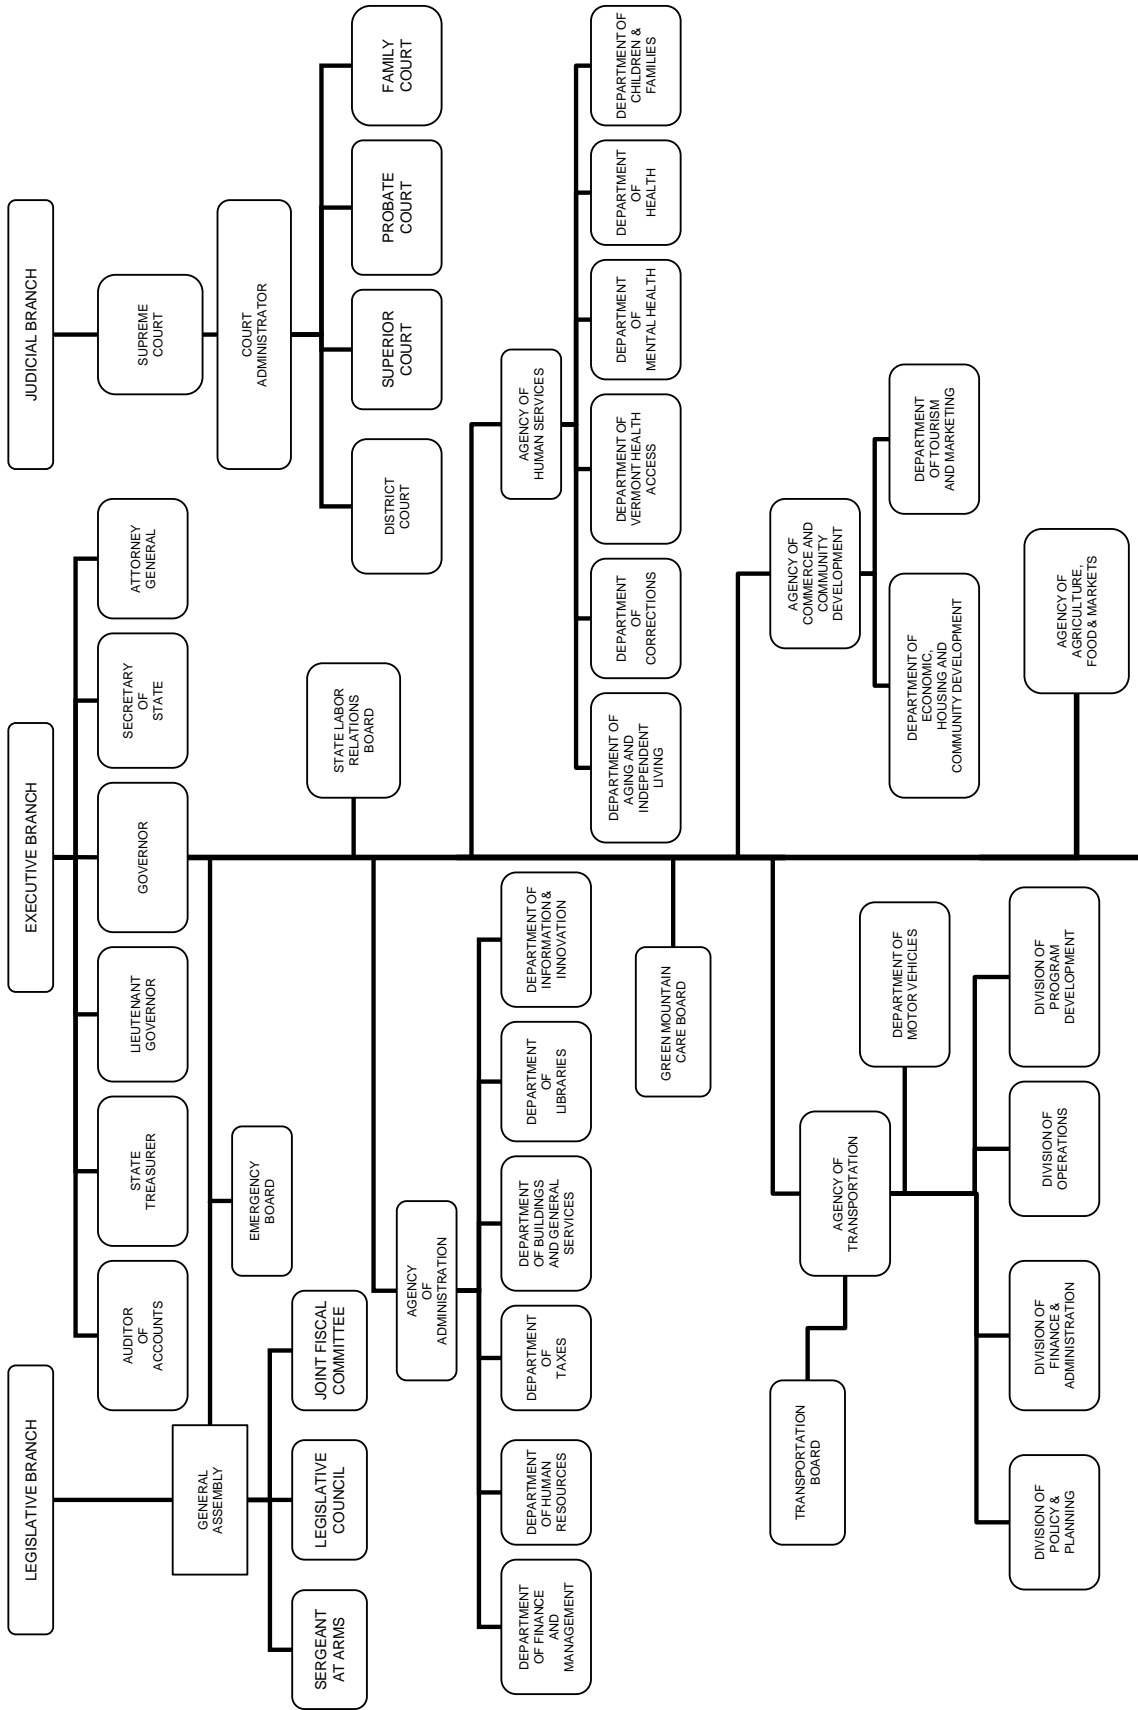 LEGISLATIVE BRANCH
EXECUTIVE BRANCH
JUDICIAL BRANCH
AUDITOR
OF
ACCOUNTS
STATE
TREASURER
LIEUTENANT
GOVERNOR
GOVERNOR
SECRETARY
OF
STATE
ATTORNEY
GENERAL
SUPREME
COURT
GENERAL
ASSEMBLY
EMERGENCY
BOARD
COURT
ADMINISTRATOR
SERGEANT
AT ARMS
LEGISLATIVE
COUNCIL
JOINT FISCAL
COMMITTEE
STATE LABOR
RELATIONS
BOARD
DISTRICT
COURT
SUPERIOR
COURT
PROBATE
COURT
FAMILY
COURT
AGENCY
OF
ADMINISTRATION
AGENCY OF
HUMAN SERVICES
DEPARTMENT
OF FINANCE
AND
MANAGEMENT
DEPARTMENT
OF HUMAN
RESOURCES
DEPARTMENT
OF
TAXES
DEPARTMENT
OF BUILDINGS
AND GENERAL
SERVICES
DEPARTMENT
OF
LIBRARIES
DEPARTMENT OF
INFORMATION &
INNOVATION
DEPARTMENT OF
AGING AND
INDEPENDENT
LIVING
DEPARTMENT
OF
CORRECTIONS
DEPARTMENT OF
VERMONT HEALTH
ACCESS
DEPARTMENT
OF
MENTAL HEALTH
DEPARTMENT
OF
HEALTH
DEPARTMENT OF
CHILDREN &
FAMILIES
GREEN MOUNTAIN
CARE BOARD
TRANSPORTATION
BOARD
AGENCY OF
TRANSPORTATION
DEPARTMENT OF
MOTOR VEHICLES
AGENCY OF
COMMERCE AND
COMMUNITY
DEVELOPMENT
DEPARTMENT OF
ECONOMIC,
HOUSING AND
COMMUNITY DEVELOPMENT
DEPARTMENT
OF TOURISM
AND MARKETING
DIVISION OF
POLICY &
PLANNING
DIVISION OF
FINANCE &
ADMINISTRATION
DIVISION OF
OPERATIONS
DIVISION OF
PROGRAM
DEVELOPMENT
AGENCY OF
AGRICULTURE,
FOOD & MARKETS